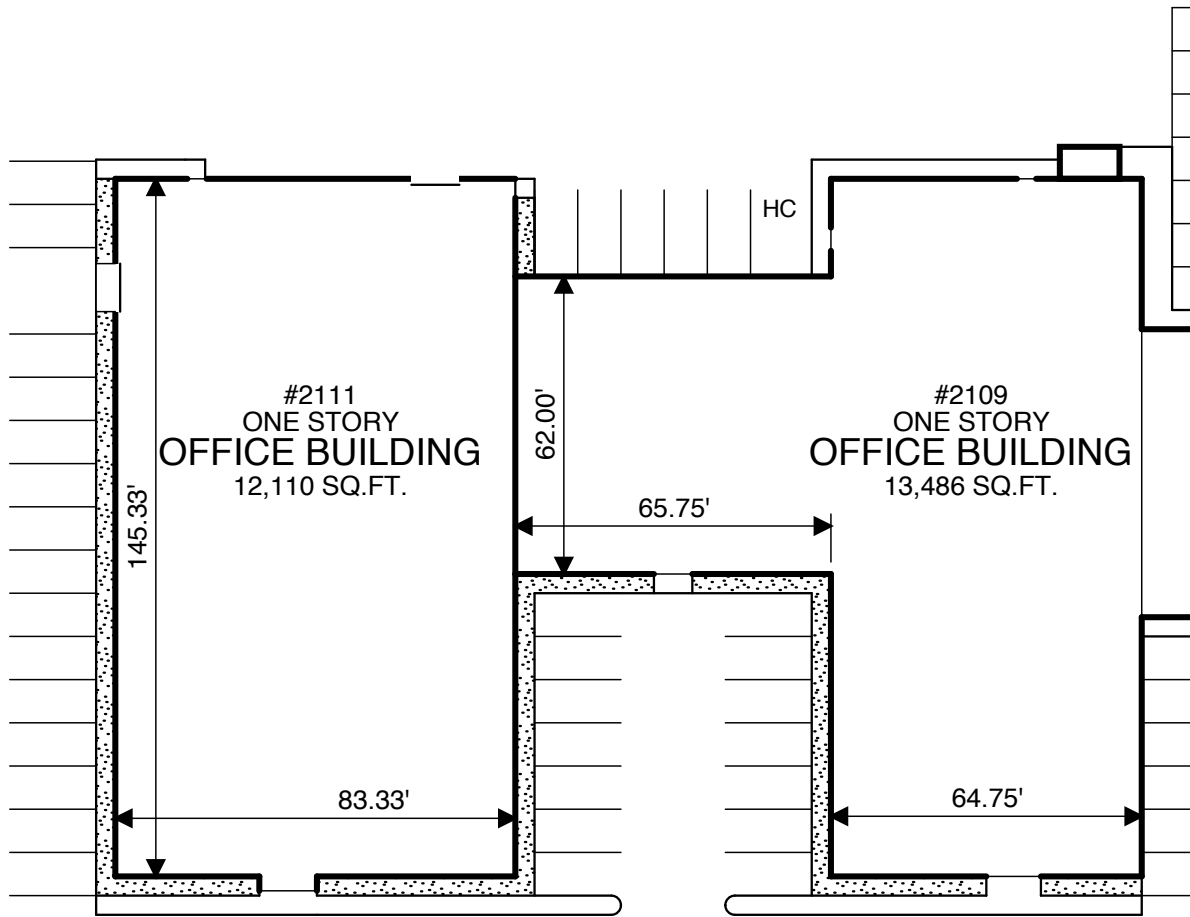 HC
#2111
ONE STORY
OFFICE BUILDING
12,110 SQ.FT.
145.33'
83.33'
62.00'
65.75'
#2109
ONE STORY
OFFICE BUILDING
13,486 SQ.FT.
64.75'